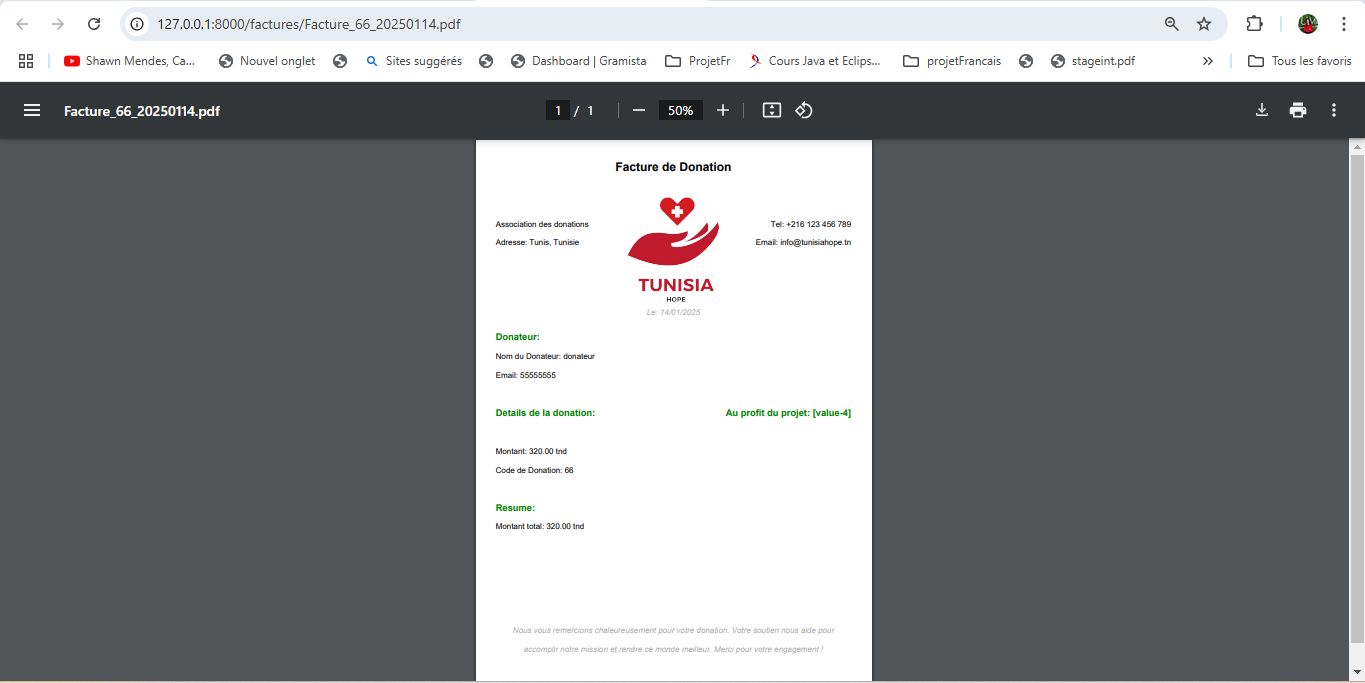 127.0.0.1:8000/factures/Facture_66_20250114.pdf
Shawn Mendes, Ca... Nouvel onglet Sites suggérés Dashboard | Gramista ProjetFr Cours Java et Eclips... projetFrancais stageint.pdf » Tous les favoris
Facture_66_20250114.pdf 1 / 1 50%
Facture de Donation
Association des donations Tel: +216 123 456 789
Adresse: Tunis, Tunisie Email: info@tunisiahope.tn
TUNISIA
HOPE
Le: 14/01/2025
Donateur:
Nom du Donateur: donateur
Email: 55555555
Details de la donation: Au profit du projet: [value-4]
Montant: 320.00 tnd
Code de Donation: 66
Resume:
Montant total: 320.00 tnd
Nous vous remercions chaleureusement pour votre donation. Votre soutien nous aide pour
accomplir notre mission et rendre ce monde meilleur. Merci pour votre engagement !